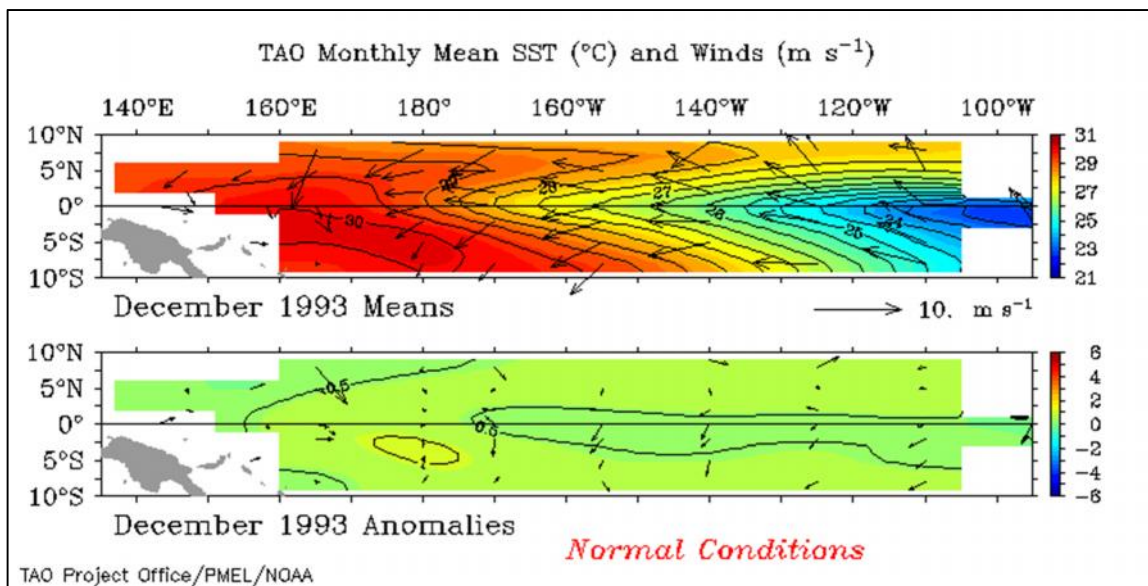 TAO Monthly Mean SST (°C) and Winds (m s⁻¹)
140°E 160°E 180° 160°W 140°W 120°W 100°W
10°N
5°N
0°
5°S
10°S
30
28
27
26
25
24
31
29
27
25
23
21
December 1993 Means
10. m s⁻¹
10°N
5°N
0°
5°S
10°S
0.5
6
4
2
0
-2
-4
-6
December 1993 Anomalies
Normal Conditions
TAO Project Office/PMEL/NOAA